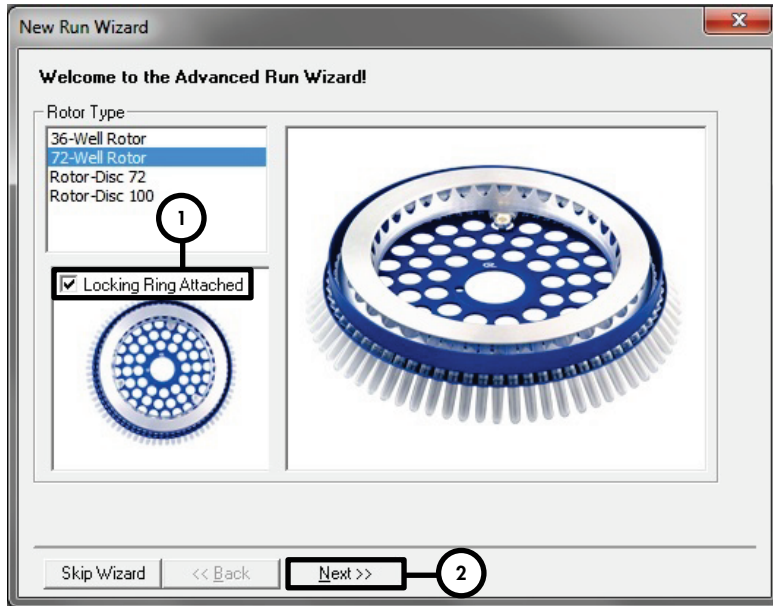 New Run Wizard
Welcome to the Advanced Run Wizard!
Rotor Type
36-Well Rotor
72-Well Rotor
Rotor-Disc 72
Rotor-Disc 100
1
Locking Ring Attached
Skip Wizard
<< Back
Next >>
2